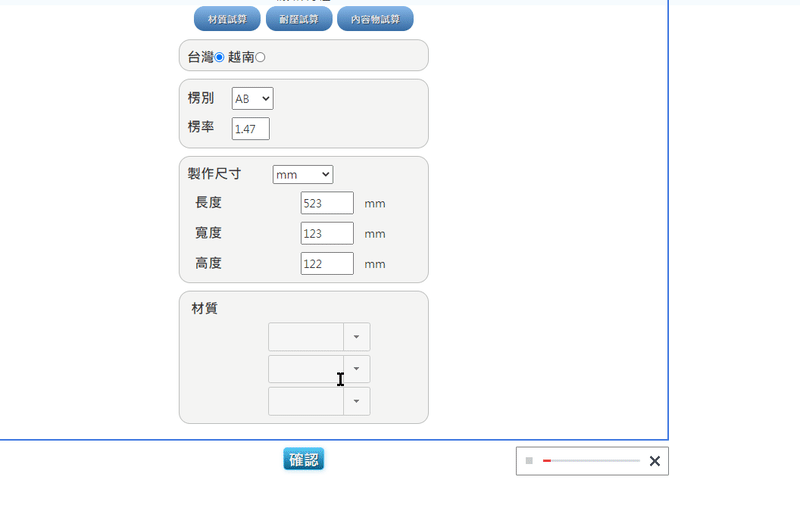 材質試算 耐壓試算 內容物試算
台灣 越南
楞別 AB
楞率 1.47
製作尺寸 mm
長度 523 mm
寬度 123 mm
高度 122 mm
材質
確認